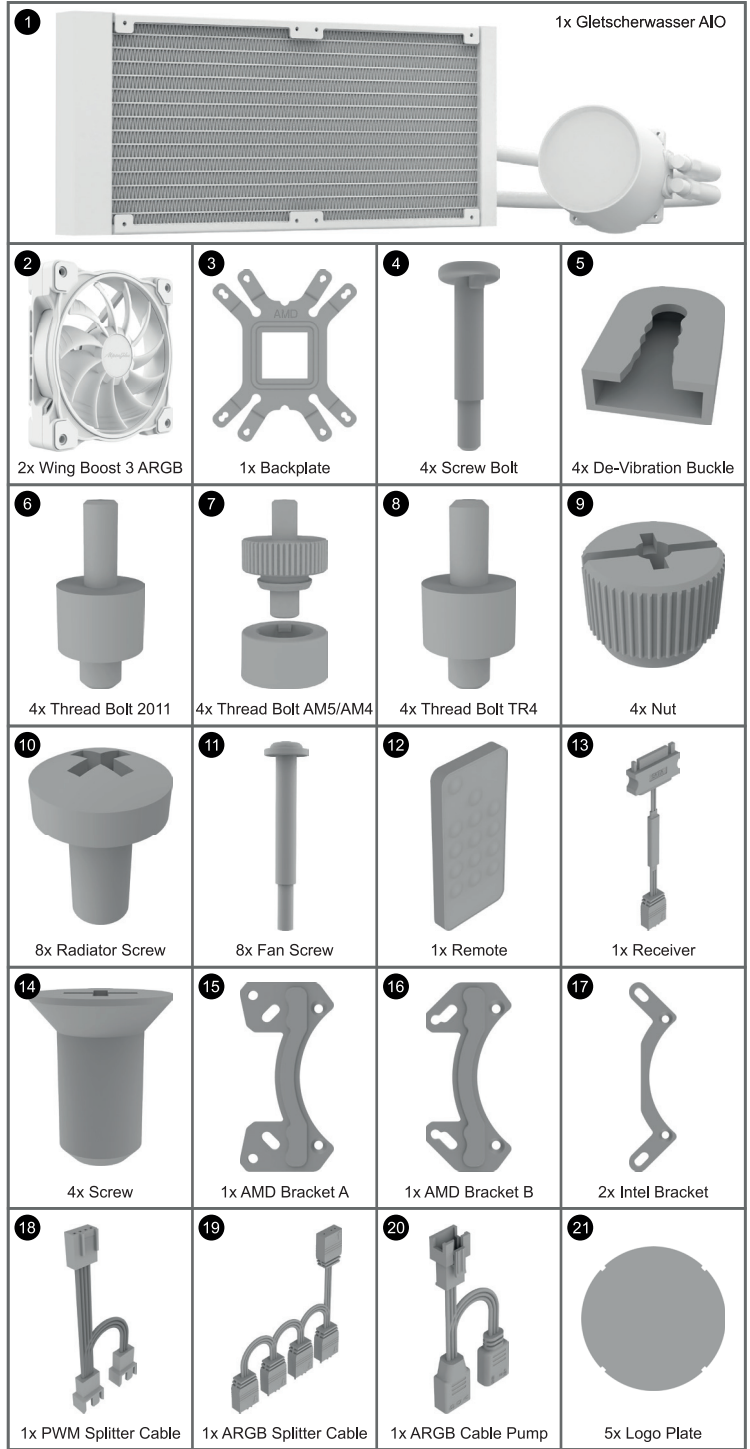 1
1x Gletscherwasser AIO
2
2x Wing Boost 3 ARGB
3
AMD
1x Backplate
4
4x Screw Bolt
5
4x De-Vibration Buckle
6
4x Thread Bolt 2011
7
4x Thread Bolt AM5/AM4
8
4x Thread Bolt TR4
9
4x Nut
10
8x Radiator Screw
11
8x Fan Screw
12
1x Remote
13
1x Receiver
14
4x Screw
15
1x AMD Bracket A
16
1x AMD Bracket B
17
2x Intel Bracket
18
1x PWM Splitter Cable
19
1x ARGB Splitter Cable
20
1x ARGB Cable Pump
21
5x Logo Plate